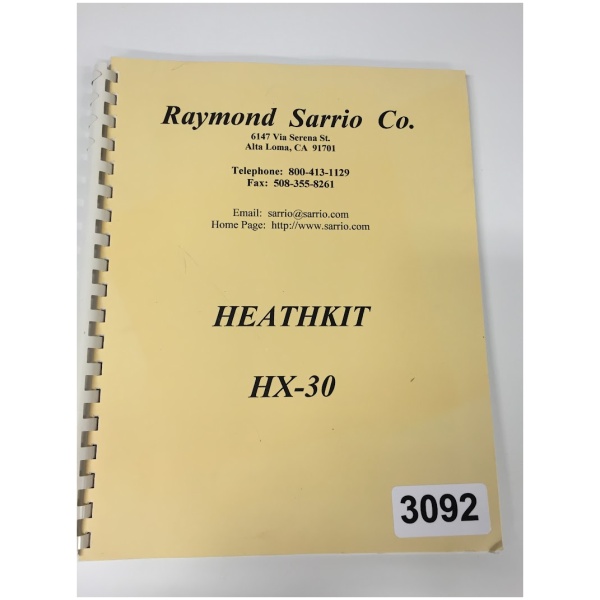 Raymond Sarrio Co.
6147 Via Serena St.
Alta Loma, CA 91701
Telephone: 800-413-1129
Fax: 508-355-8261
Email: sarrio@sarrio.com
Home Page: http://www.sarrio.com
HEATHKIT
HX-30
3092